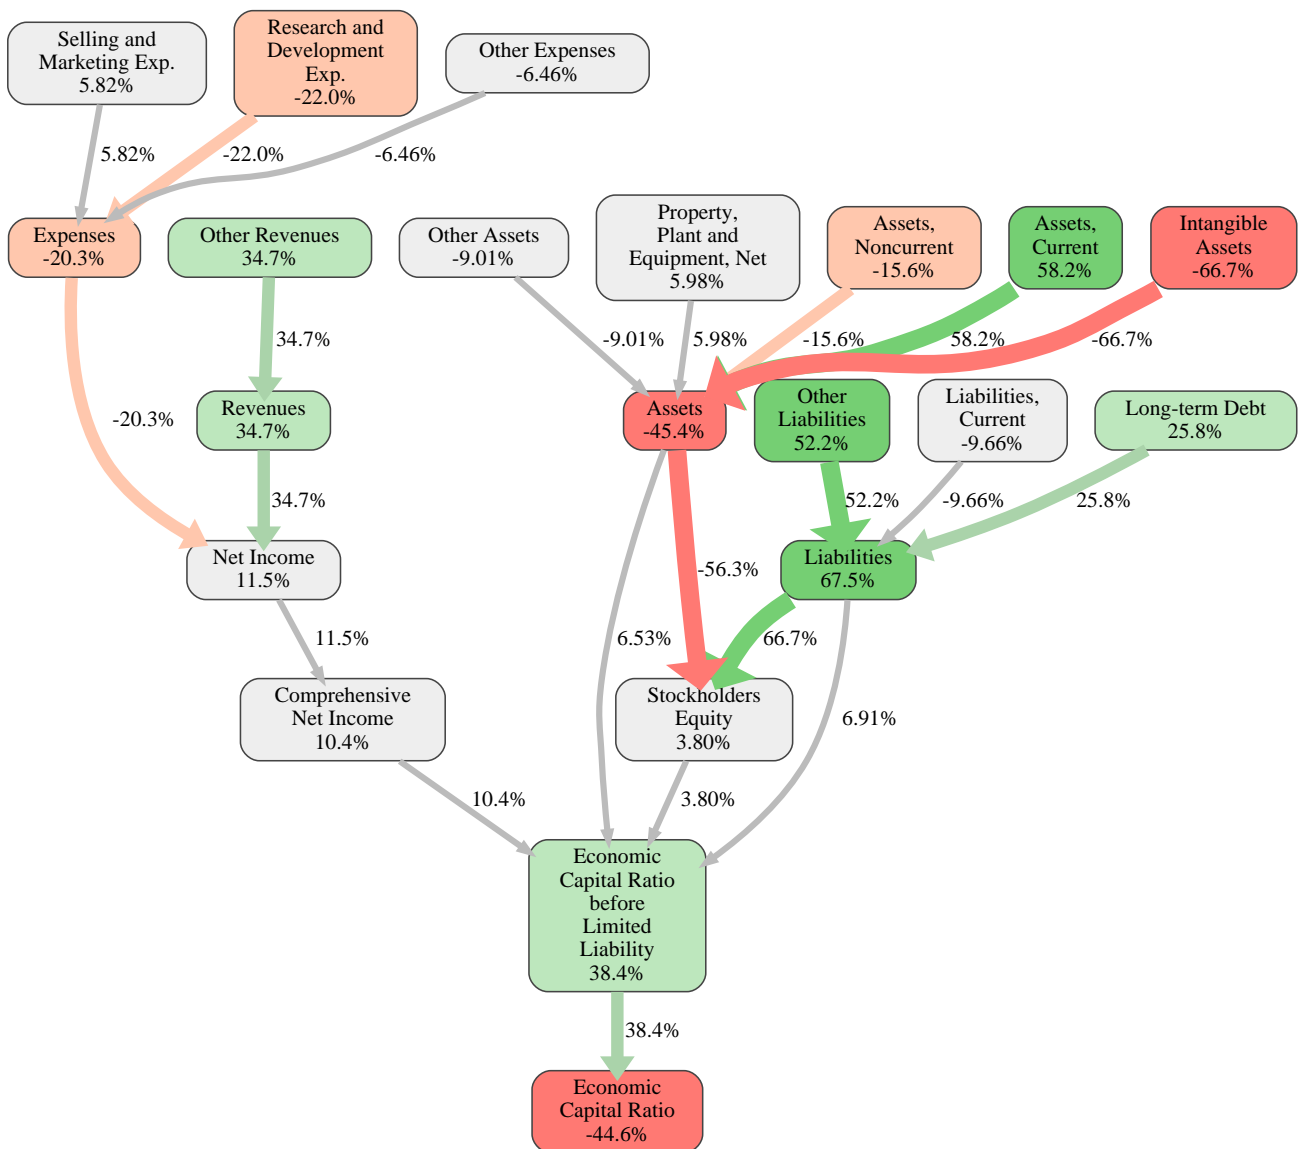 Selling and
Marketing Exp.
5.82%
Research and
Development
Exp.
-22.0%
Other Expenses
-6.46%
5.82%
-22.0%
-6.46%
Expenses
-20.3%
Other Revenues
34.7%
Other Assets
-9.01%
Property,
Plant and
Equipment, Net
5.98%
Assets,
Noncurrent
-15.6%
Assets,
Current
58.2%
Intangible
Assets
-66.7%
34.7%
-9.01%
5.98%
-15.6%
58.2%
-66.7%
-20.3%
Revenues
34.7%
Assets
-45.4%
Other
Liabilities
52.2%
Liabilities,
Current
-9.66%
Long-term Debt
25.8%
34.7%
52.2%
-9.66%
25.8%
Net Income
11.5%
-56.3%
Liabilities
67.5%
11.5%
6.53%
66.7%
Comprehensive
Net Income
10.4%
Stockholders
Equity
3.80%
6.91%
10.4%
3.80%
Economic
Capital Ratio
before
Limited
Liability
38.4%
38.4%
Economic
Capital Ratio
-44.6%